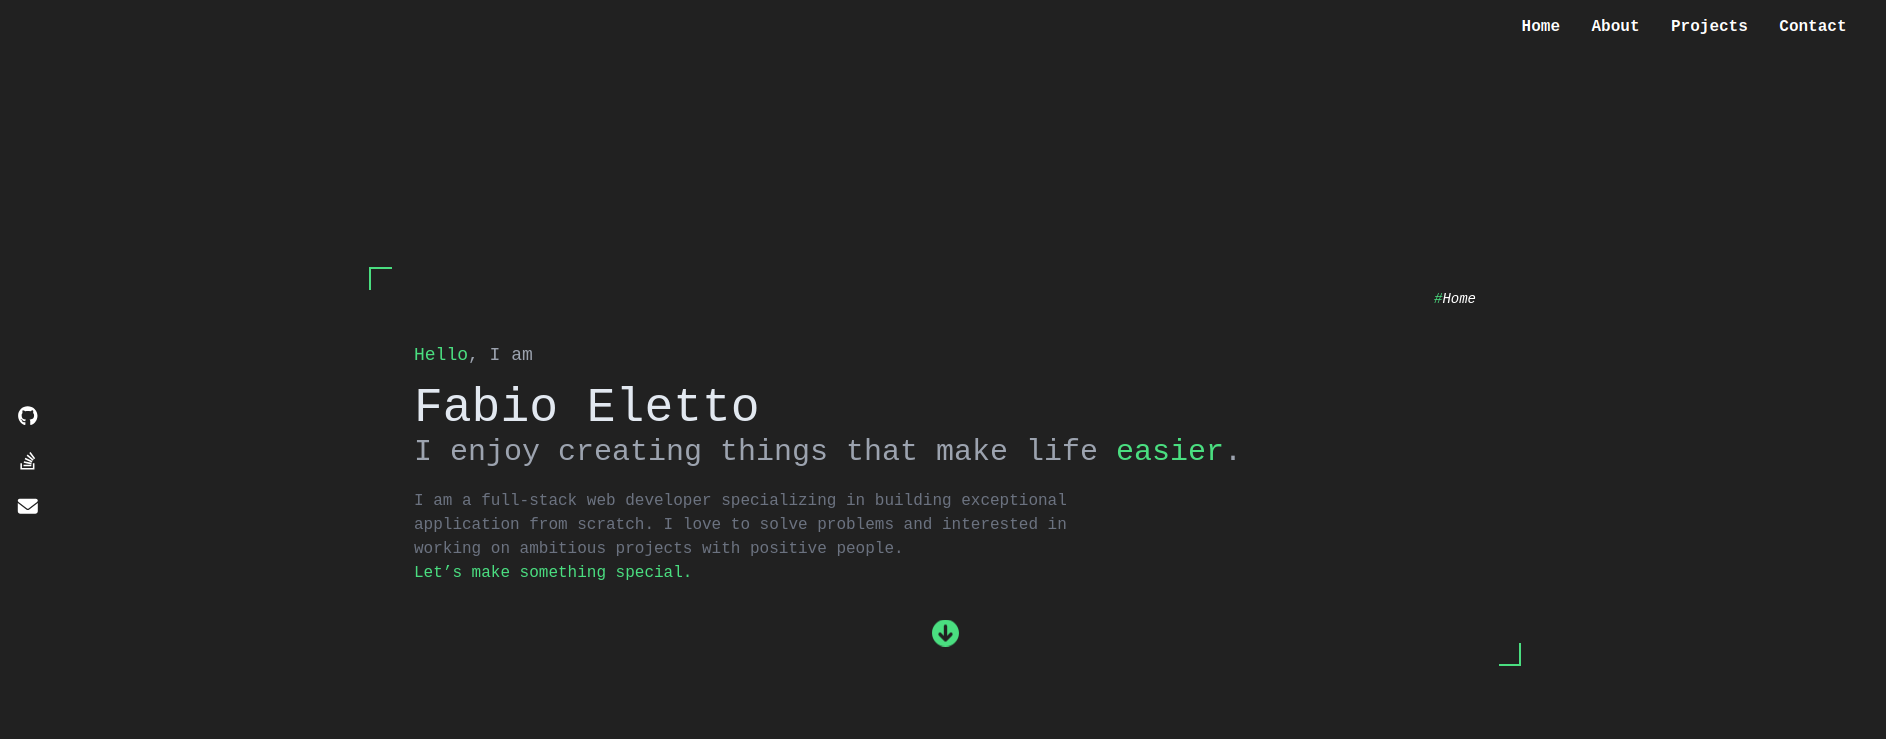 Home About Projects Contact
#Home
Hello, I am
Fabio Eletto
I enjoy creating things that make life easier.
I am a full-stack web developer specializing in building exceptional
application from scratch. I love to solve problems and interested in
working on ambitious projects with positive people.
Let’s make something special.